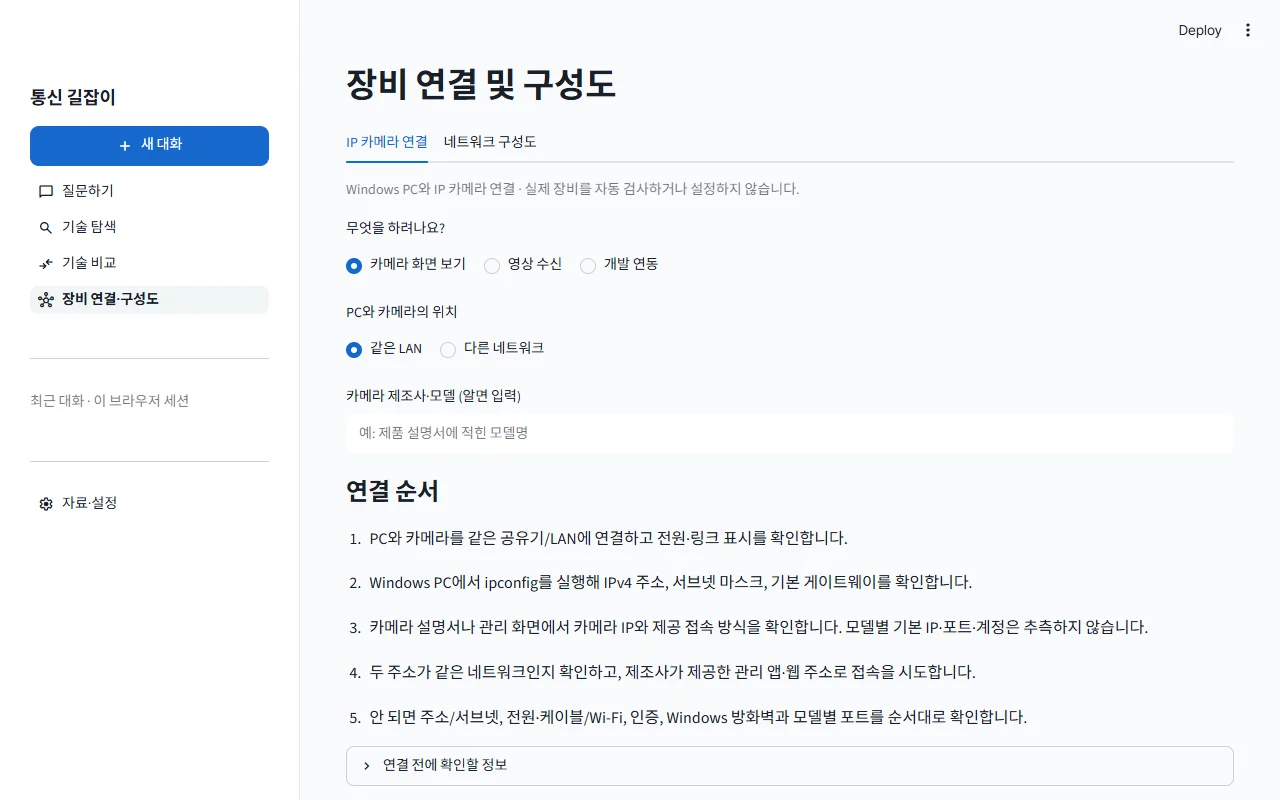 Deploy
통신 길잡이
새 대화
질문하기
기술 탐색
기술 비교
장비 연결·구성도
최근 대화 · 이 브라우저 세션
자료·설정
장비 연결 및 구성도
IP 카메라 연결 네트워크 구성도
Windows PC와 IP 카메라 연결 · 실제 장비를 자동 검사하거나 설정하지 않습니다.
무엇을 하려나요?
카메라 화면 보기 영상 수신 개발 연동
PC와 카메라의 위치
같은 LAN 다른 네트워크
카메라 제조사·모델 (알면 입력)
예: 제품 설명서에 적힌 모델명
연결 순서
1. PC와 카메라를 같은 공유기/LAN에 연결하고 전원·링크 표시를 확인합니다.
2. Windows PC에서 ipconfig를 실행해 IPv4 주소, 서브넷 마스크, 기본 게이트웨이를 확인합니다.
3. 카메라 설명서나 관리 화면에서 카메라 IP와 제공 접속 방식을 확인합니다. 모델별 기본 IP·포트·계정은 추측하지 않습니다.
4. 두 주소가 같은 네트워크인지 확인하고, 제조사가 제공한 관리 앱·웹 주소로 접속을 시도합니다.
5. 안 되면 주소/서브넷, 전원·케이블/Wi-Fi, 인증, Windows 방화벽과 모델별 포트를 순서대로 확인합니다.
연결 전에 확인할 정보